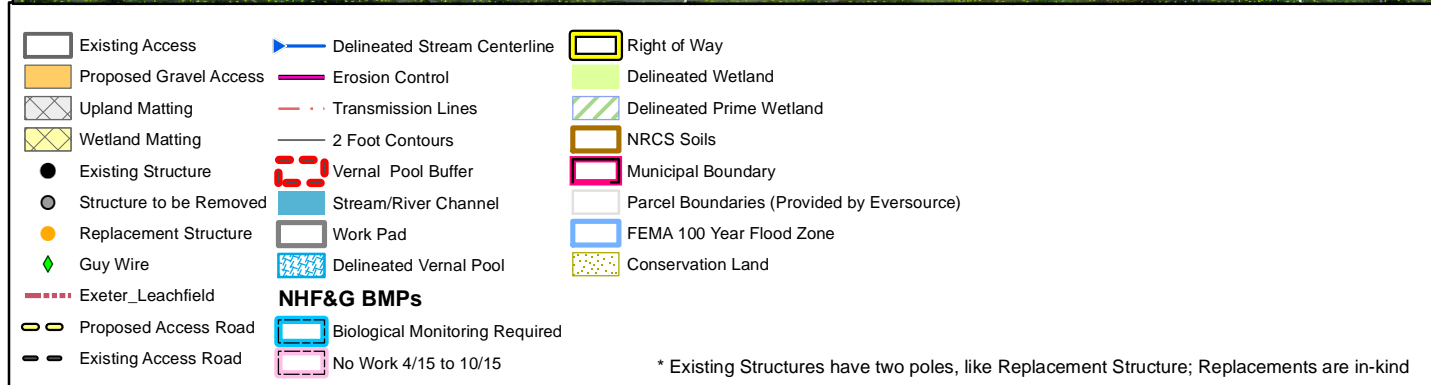 Existing Access
Proposed Gravel Access
Upland Matting
Wetland Matting
Existing Structure
Structure to be Removed
Replacement Structure
Guy Wire
Exeter_Leachfield
Proposed Access Road
Existing Access Road
Delineated Stream Centerline
Erosion Control
Transmission Lines
2 Foot Contours
Vernal Pool Buffer
Stream/River Channel
Work Pad
Delineated Vernal Pool
NHF&G BMPs
Biological Monitoring Required
No Work 4/15 to 10/15
Right of Way
Delineated Wetland
Delineated Prime Wetland
NRCS Soils
Municipal Boundary
Parcel Boundaries (Provided by Eversource)
FEMA 100 Year Flood Zone
Conservation Land
* Existing Structures have two poles, like Replacement Structure; Replacements are in-kind